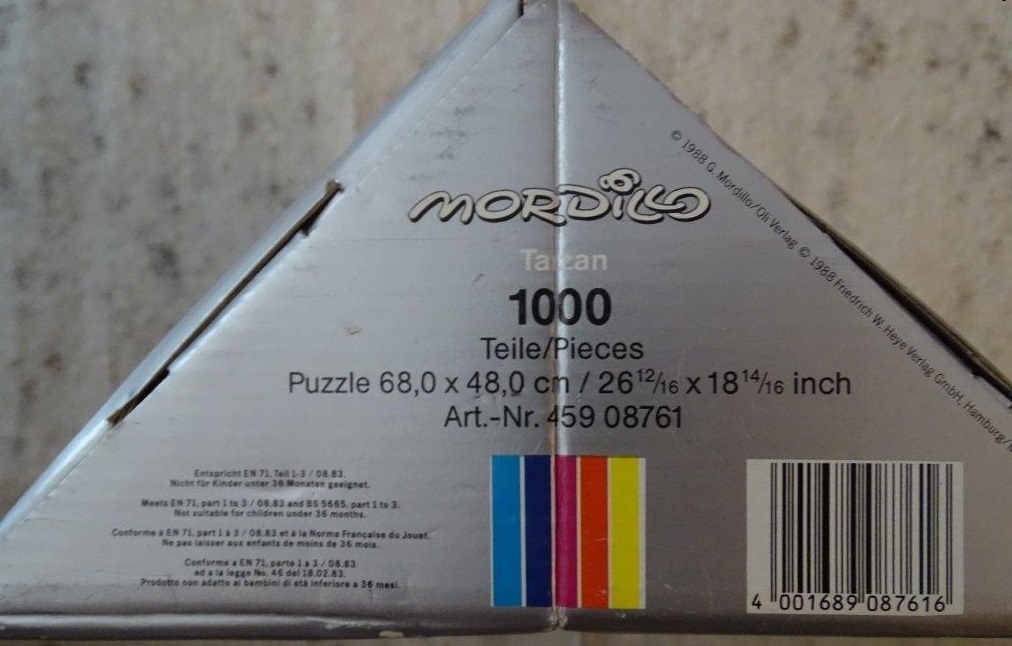 MORDILLO
Tarzan
1000
Teile/Pieces
Puzzle 68,0 x 48,0 cm / 26 12/16 x 18 14/16 inch
Art.-Nr. 459 08761
© 1988 G. Mordillo/Oli Verlag © 1988 Friedrich W. Heye Verlag GmbH, Hamburg/
Entspricht EN 71, Teil 1-3 / 08.83.
Nicht für Kinder unter 36 Monaten geeignet.
Meets EN 71, part 1 to 3 / 08.83 and BS 5665, part 1 to 3.
Not suitable for children under 36 months.
Conforme a EN 71, part 1 à 3 / 08.83 et à la Norme Française du Jouet.
Ne pas laisser aux enfants de moins de 36 mois.
Conforme a EN 71, parte 1 a 3 / 08.83
ed a la legge No. 46 del 18.02.83.
Prodotto non adatto ai bambini di età inferiore a 36 mesi.
4 001689 087616